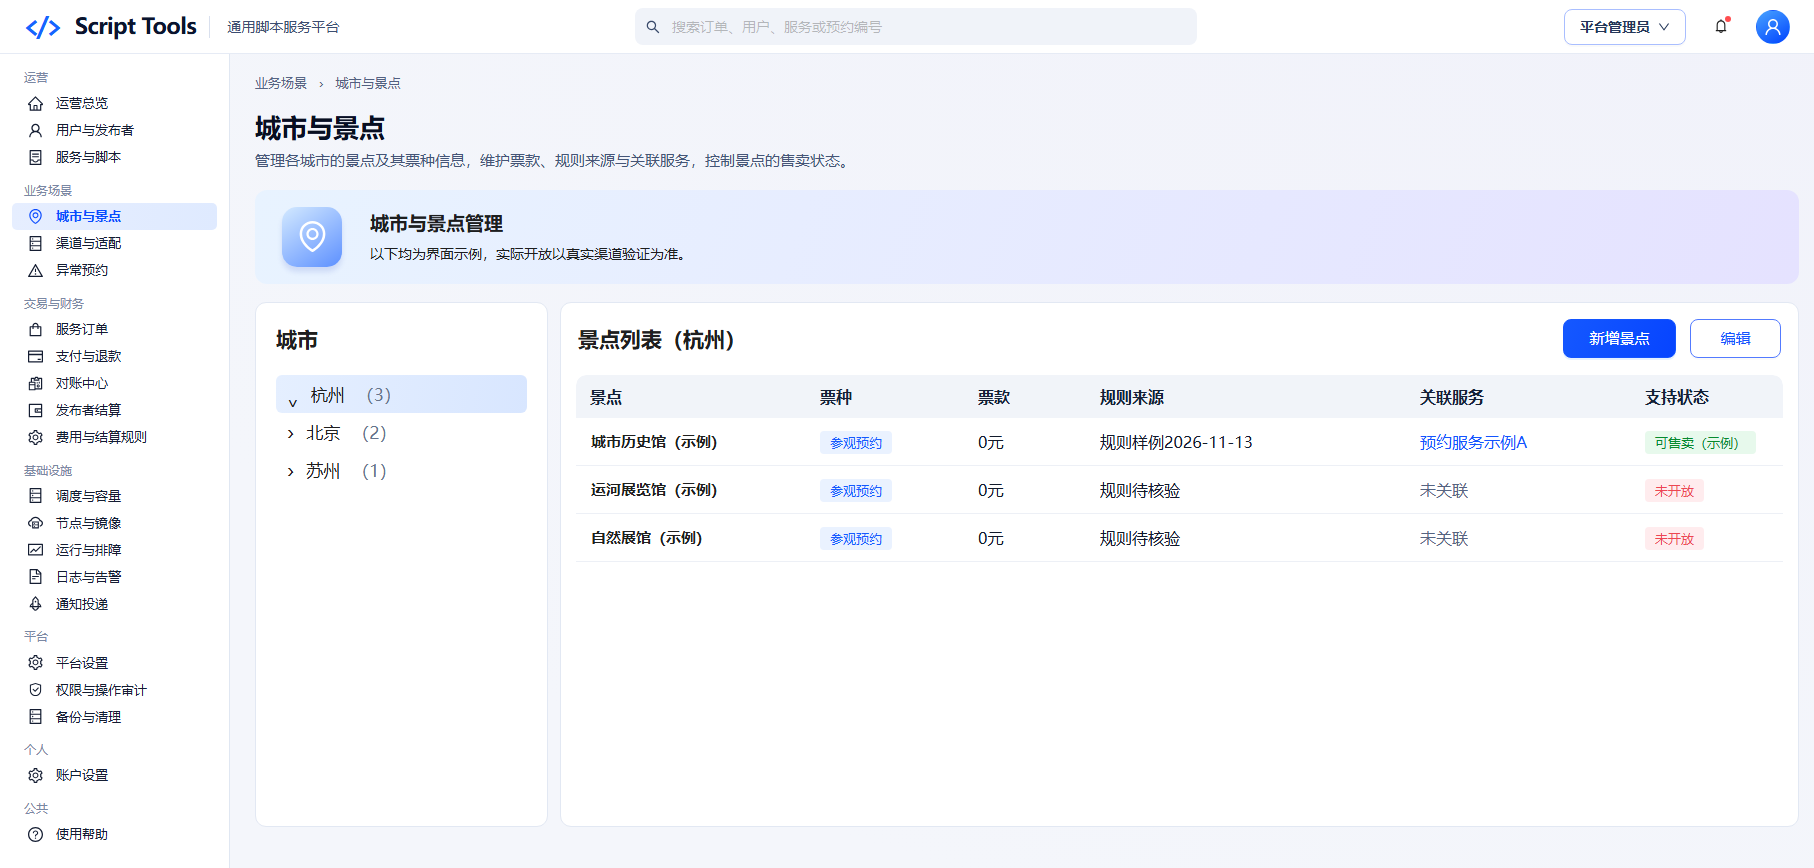 Script Tools
通用脚本服务平台
搜索订单、用户、服务或预约编号
平台管理员
运营
运营总览
用户与发布者
服务与脚本
业务场景
城市与景点
渠道与适配
异常预约
交易与财务
服务订单
支付与退款
对账中心
发布者结算
费用与结算规则
基础设施
调度与容量
节点与镜像
运行与排障
日志与告警
通知投递
平台
平台设置
权限与操作审计
备份与清理
个人
账户设置
公共
使用帮助
业务场景 › 城市与景点
城市与景点
管理各城市的景点及其票种信息，维护票款、规则来源与关联服务，控制景点的售卖状态。
城市与景点管理
以下均为界面示例，实际开放以真实渠道验证为准。
城市
杭州 （3）
北京 （2）
苏州 （1）
景点列表（杭州）
新增景点
编辑
景点 票种 票款 规则来源 关联服务 支持状态
城市历史馆（示例） 参观预约 0元 规则样例2026-11-13 预约服务示例A 可售卖（示例）
运河展览馆（示例） 参观预约 0元 规则待核验 未关联 未开放
自然展馆（示例） 参观预约 0元 规则待核验 未关联 未开放